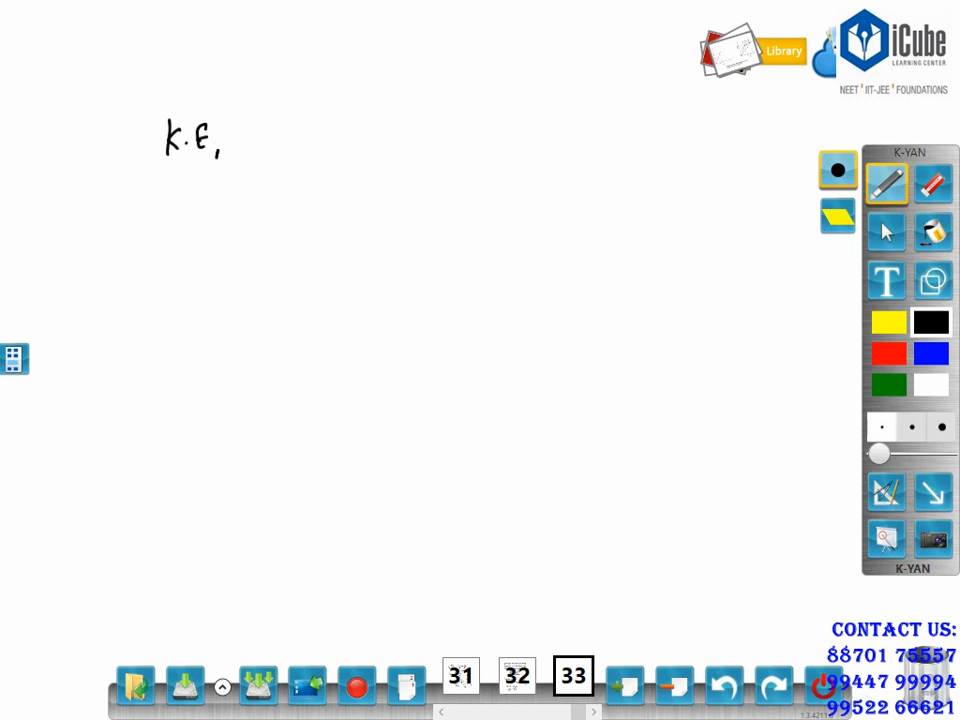 Library
iCube
LEARNING CENTER
NEET ' IIT-JEE ' FOUNDATIONS
K.E,
K-YAN
T
K-YAN
CONTACT US:
88701 75557
99447 99994
99522 66621
31
32
33